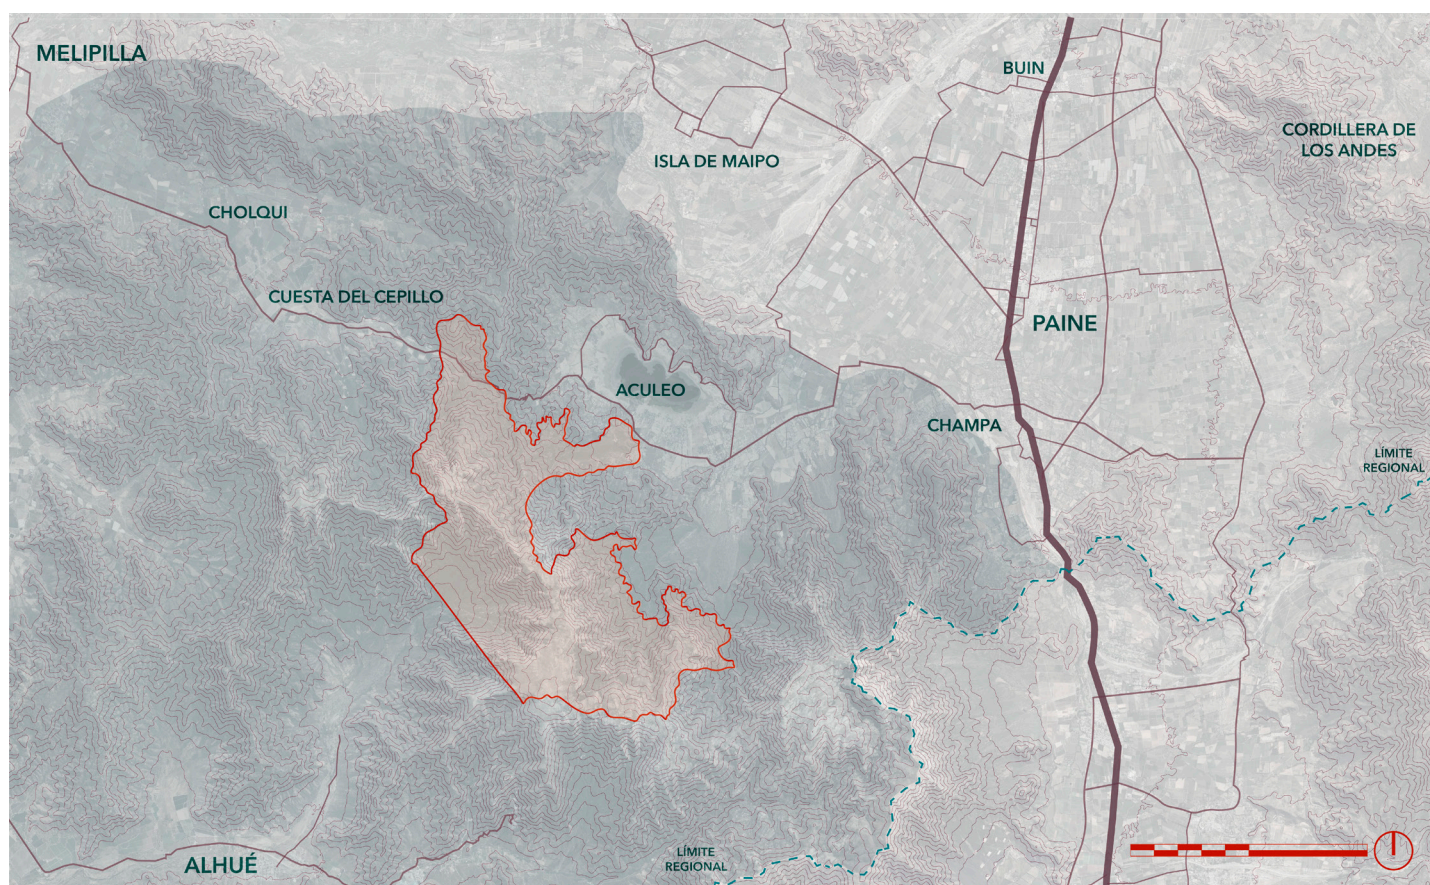 MELIPILLA
BUIN
CORDILLERA DE
LOS ANDES
ISLA DE MAIPO
CHOLQUI
CUESTA DEL CEPILLO
PAINE
ACULEO
CHAMPA
LÍMITE
REGIONAL
LÍMITE
REGIONAL
ALHUÉ